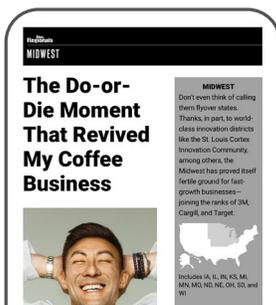 Inc.
Regionals
MIDWEST
The Do-or-
Die Moment
That Revived
My Coffee
Business
MIDWEST
Don't even think of calling
them flyover states.
Thanks, in part, to world-
class innovation districts
like the St. Louis Cortex
Innovation Community,
among others, the
Midwest has proved itself
fertile ground for fast-
growth businesses—
joining the ranks of 3M,
Cargill, and Target.
Includes IA, IL, IN, KS, MI,
MN, MO, ND, NE, OH, SD, and
WI